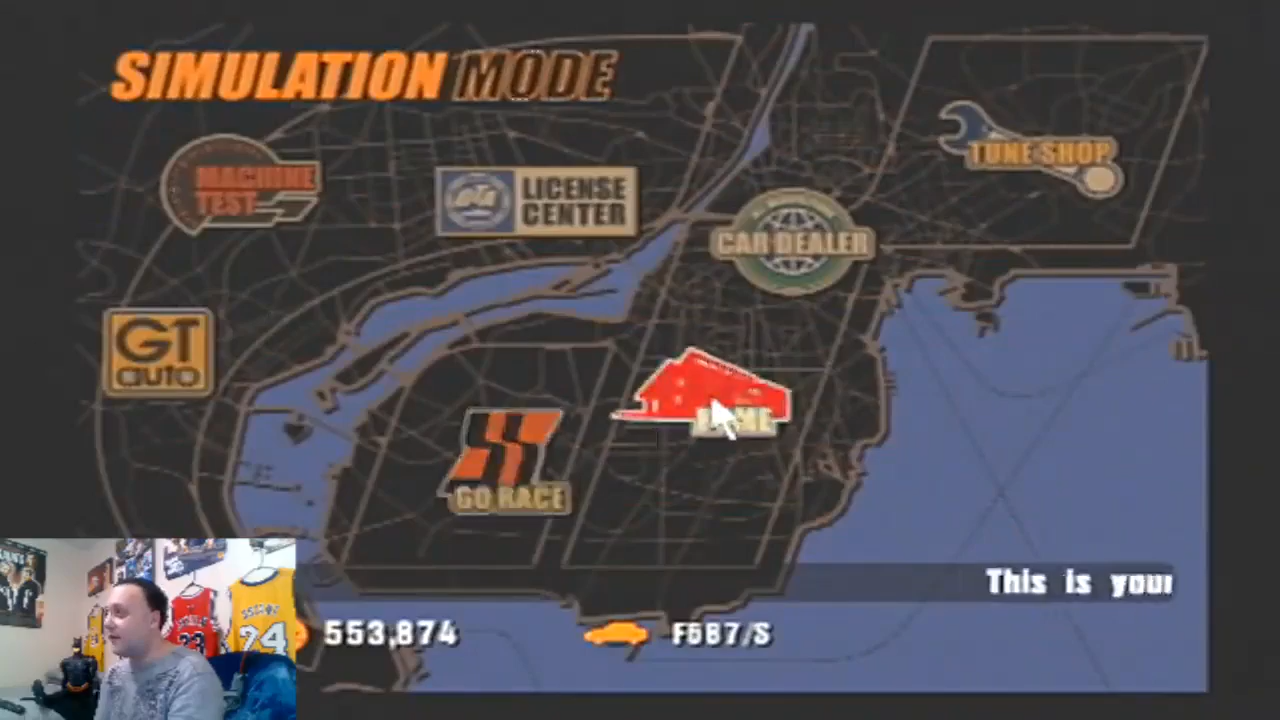 SIMULATION MODE
MACHINE
TEST
LICENSE
CENTER
TUNE SHOP
CAR DEALER
GT
auto
GO RACE
This is your
553,874
F687/S
24